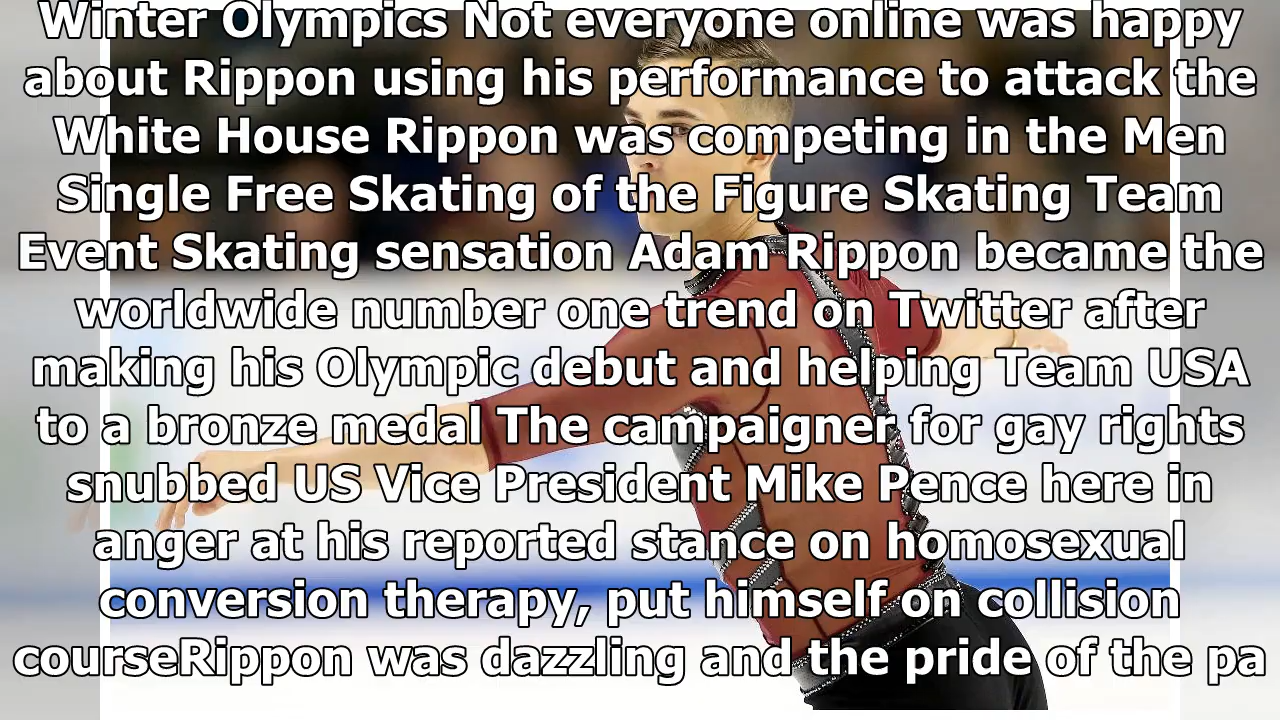 Winter Olympics Not everyone online was happy
about Rippon using his performance to attack the
White House Rippon was competing in the Men
Single Free Skating of the Figure Skating Team
Event Skating sensation Adam Rippon became the
worldwide number one trend on Twitter after
making his Olympic debut and helping Team USA
to a bronze medal The campaigner for gay rights
snubbed US Vice President Mike Pence here in
anger at his reported stance on homosexual
conversion therapy, put himself on collision
courseRippon was dazzling and the pride of the pa